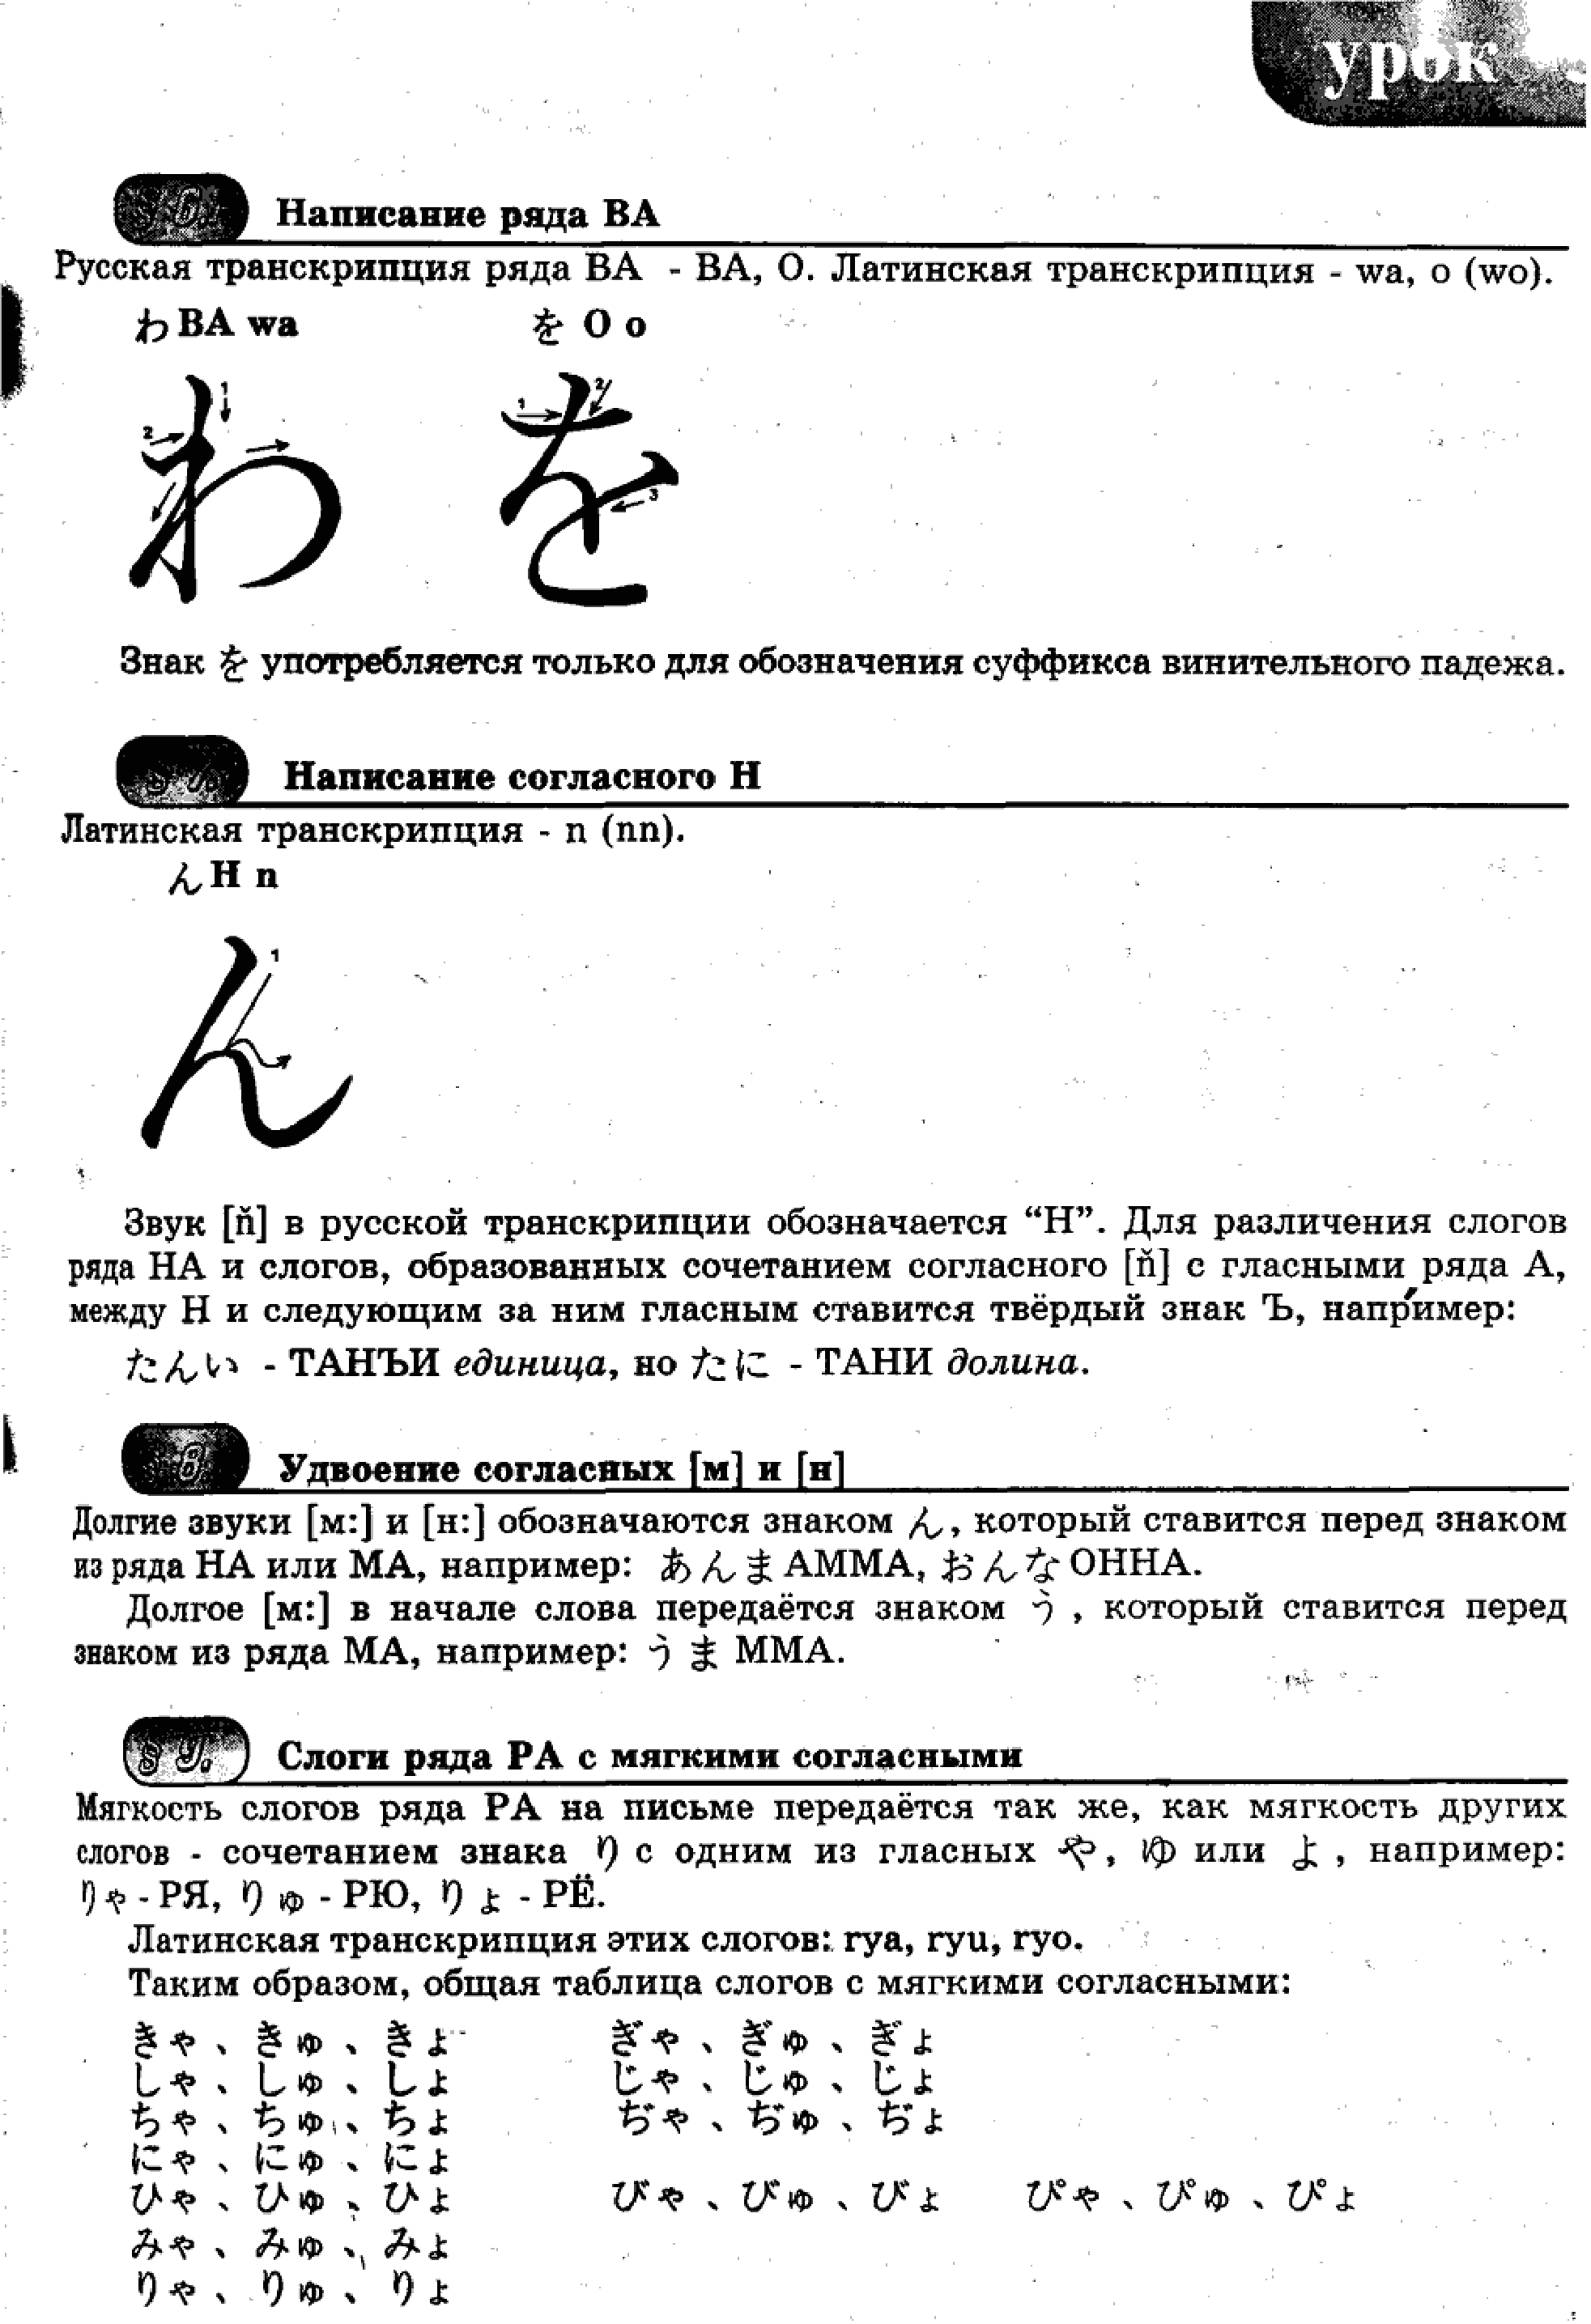 урок
§ 6. Написание ряда ВА
Русская транскрипция ряда ВА - ВА, О. Латинская транскрипция - wa, o (wo).
わ ВА wa を О o
1 2
1 2 3
Знак を употребляется только для обозначения суффикса винительного падежа.
Написание согласного Н
Латинская транскрипция - n (nn).
ん Н n
1
Звук [ň] в русской транскрипции обозначается “Н”. Для различения слогов
ряда НА и слогов, образованных сочетанием согласного [ň] с гласными ряда А,
между Н и следующим за ним гласным ставится твёрдый знак Ъ, например:
たんい - ТАНЪИ единица, но たに - ТАНИ долина.
§ 8. Удвоение согласных [м] и [н]
Долгие звуки [м:] и [н:] обозначаются знаком ん, который ставится перед знаком
из ряда НА или МА, например: あんま АММА, おんな ОННА.
Долгое [м:] в начале слова передаётся знаком う, который ставится перед
знаком из ряда МА, например: うま ММА.
§ 9. Слоги ряда РА с мягкими согласными
Мягкость слогов ряда РА на письме передаётся так же, как мягкость других
слогов - сочетанием знака り с одним из гласных や, ゆ или よ, например:
りゃ - РЯ, りゅ - РЮ, りょ - РЁ.
Латинская транскрипция этих слогов: rya, ryu, ryo.
Таким образом, общая таблица слогов с мягкими согласными:
きゃ、きゅ、きょ ぎゃ、ぎゅ、ぎょ
しゃ、しゅ、しょ じゃ、じゅ、じょ
ちゃ、ちゅ、ちょ ぢゃ、ぢゅ、ぢょ
にゃ、にゅ、にょ
ひゃ、ひゅ、ひょ びゃ、びゅ、びょ ぴゃ、ぴゅ、ぴょ
みゃ、みゅ、みょ
りゃ、りゅ、りょ